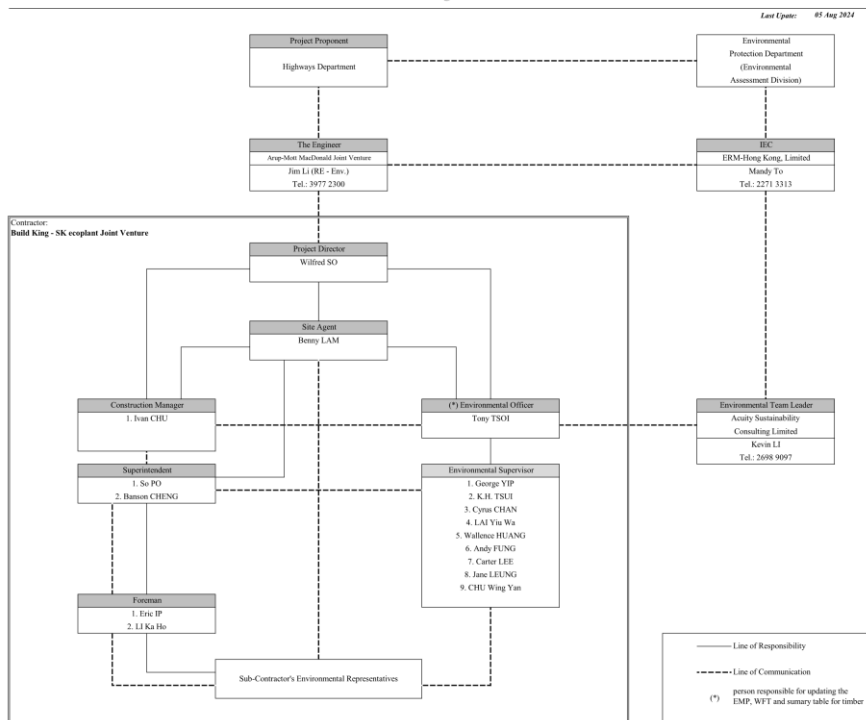 Last Upate: 05 Aug 2024
Project Proponent
Highways Department
Environmental
Protection Department
(Environmental
Assessment Division)
The Engineer
Arup-Mott MacDonald Joint Venture
Jim Li (RE - Env.)
Tel.: 3977 2300
IEC
ERM-Hong Kong, Limited
Mandy To
Tel.: 2271 3313
Contractor:
Build King - SK ecoplant Joint Venture
Project Director
Wilfred SO
Site Agent
Benny LAM
Construction Manager
1. Ivan CHU
(*) Environmental Officer
Tony TSOI
Environmental Team Leader
Acuity Sustainability
Consulting Limited
Kevin LI
Tel.: 2698 9097
Superintendent
1. So PO
2. Banson CHENG
Environmental Supervisor
1. George YIP
2. K.H. TSUI
3. Cyrus CHAN
4. LAI Yiu Wa
5. Wallence HUANG
6. Andy FUNG
7. Carter LEE
8. Jane LEUNG
9. CHU Wing Yan
Foreman
1. Eric IP
2. LI Ka Ho
Sub-Contractor's Environmental Representatives
Line of Responsibility
Line of Communication
(*) person responsible for updating the
EMP, WFT and sumary table for timber